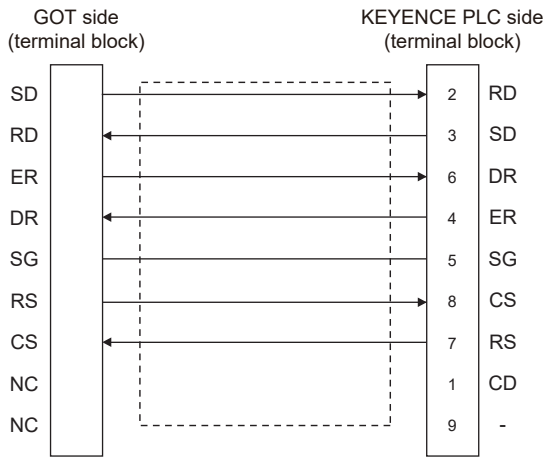 GOT side KEYENCE PLC side
(terminal block) (terminal block)
SD 2 RD
RD 3 SD
ER 6 DR
DR 4 ER
SG 5 SG
RS 8 CS
CS 7 RS
NC 1 CD
NC 9 -